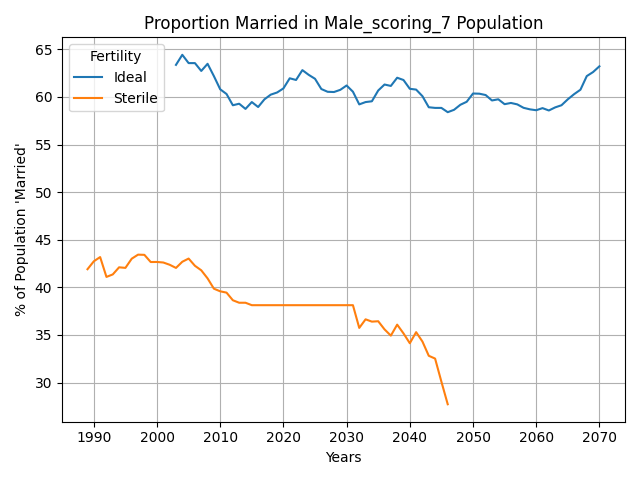 Proportion Married in Male_scoring_7 Population
Fertility
Ideal
Sterile
% of Population 'Married'
65
60
55
50
45
40
35
30
1990 2000 2010 2020 2030 2040 2050 2060 2070
Years